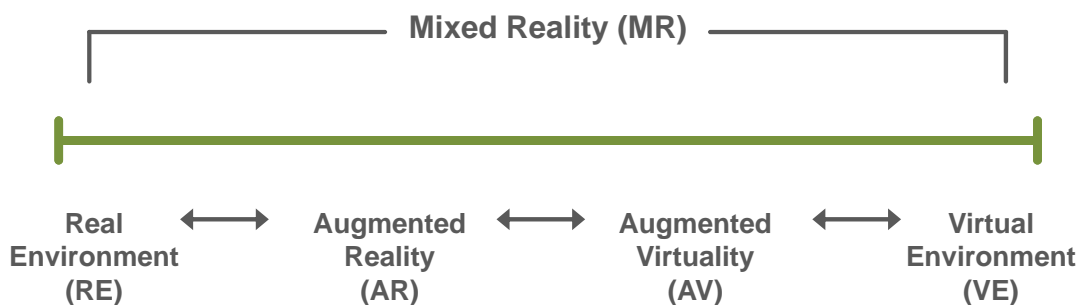 Mixed Reality (MR)
Real
Environment
(RE)
Augmented
Reality
(AR)
Augmented
Virtuality
(AV)
Virtual
Environment
(VE)